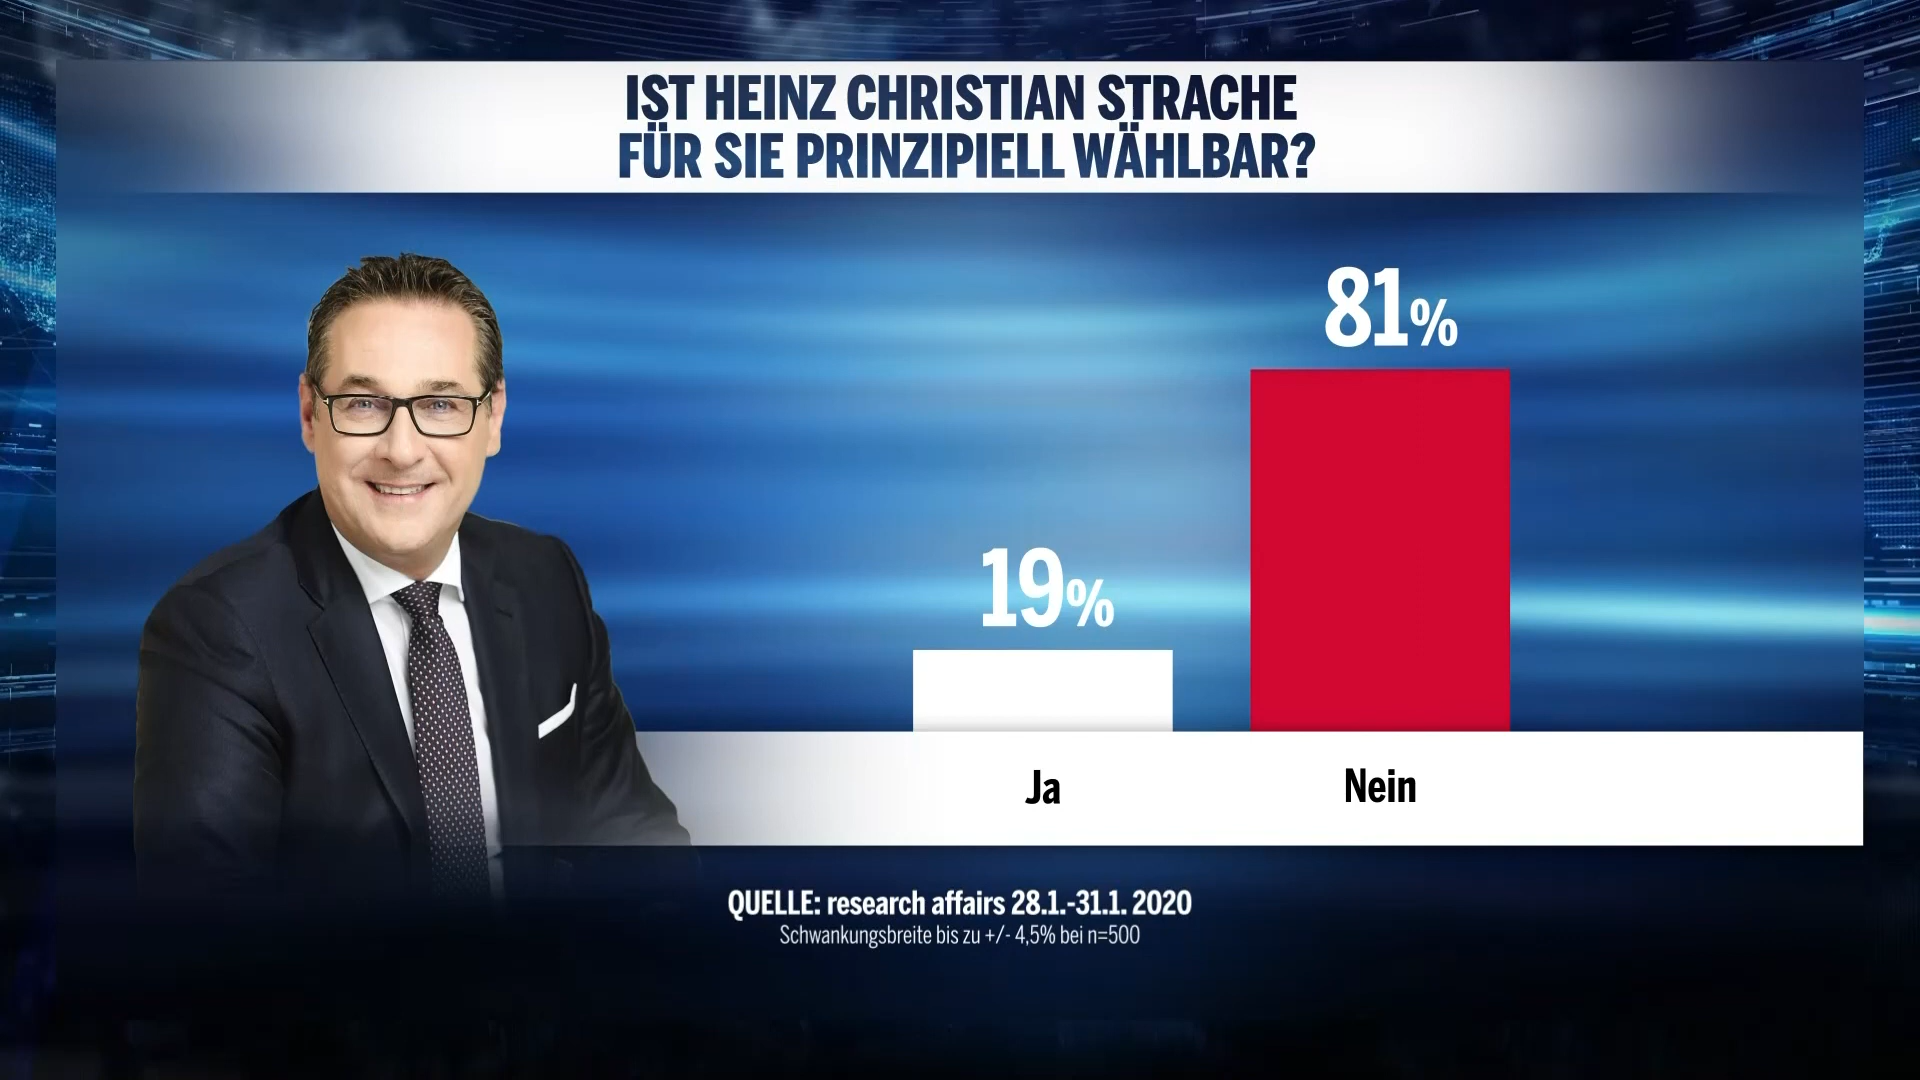 IST HEINZ CHRISTIAN STRACHE
FÜR SIE PRINZIPIELL WÄHLBAR?
81%
19%
Ja
Nein
QUELLE: research affairs 28.1.-31.1. 2020
Schwankungsbreite bis zu +/- 4,5% bei n=500